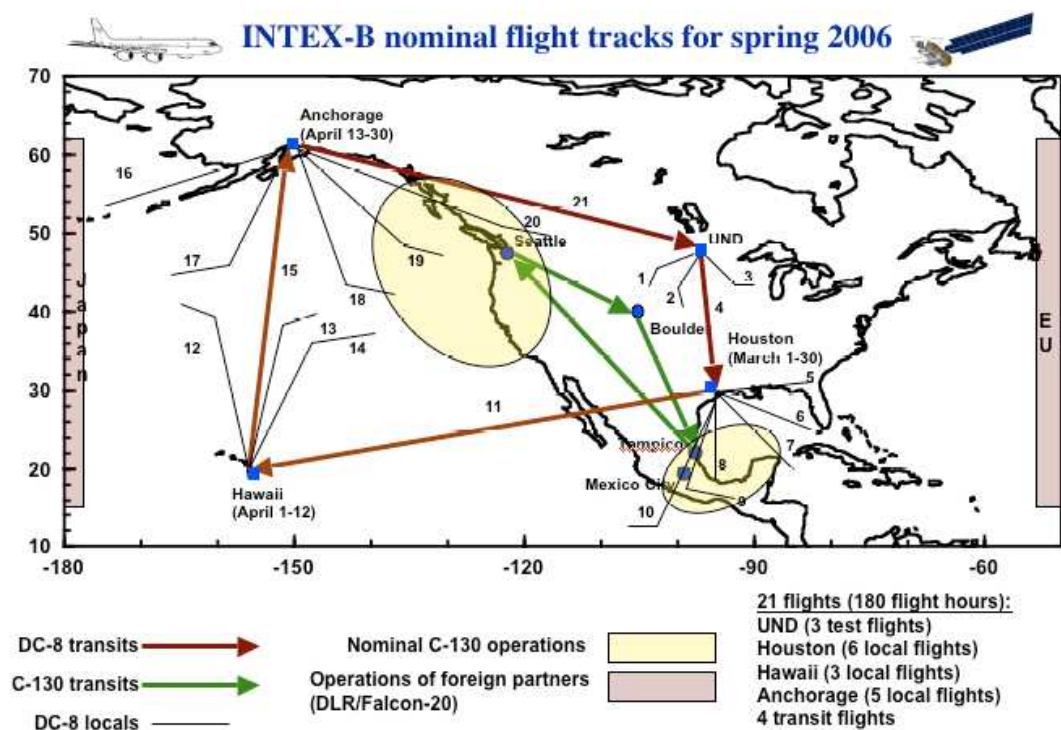 INTEX-B nominal flight tracks for spring 2006
70
60
50
40
30
20
10
-180
-150
-120
-90
-60
Japan
EU
Anchorage
(April 13-30)
16
17
15
18
19
20
21
Seattle
UND
1
2
3
4
Boulde
12
13
14
Houston
(March 1-30)
5
6
7
8
9
10
11
Tampico
Mexico City
Hawaii
(April 1-12)
DC-8 transits
C-130 transits
DC-8 locals
Nominal C-130 operations
Operations of foreign partners
(DLR/Falcon-20)
21 flights (180 flight hours):
UND (3 test flights)
Houston (6 local flights)
Hawaii (3 local flights)
Anchorage (5 local flights)
4 transit flights